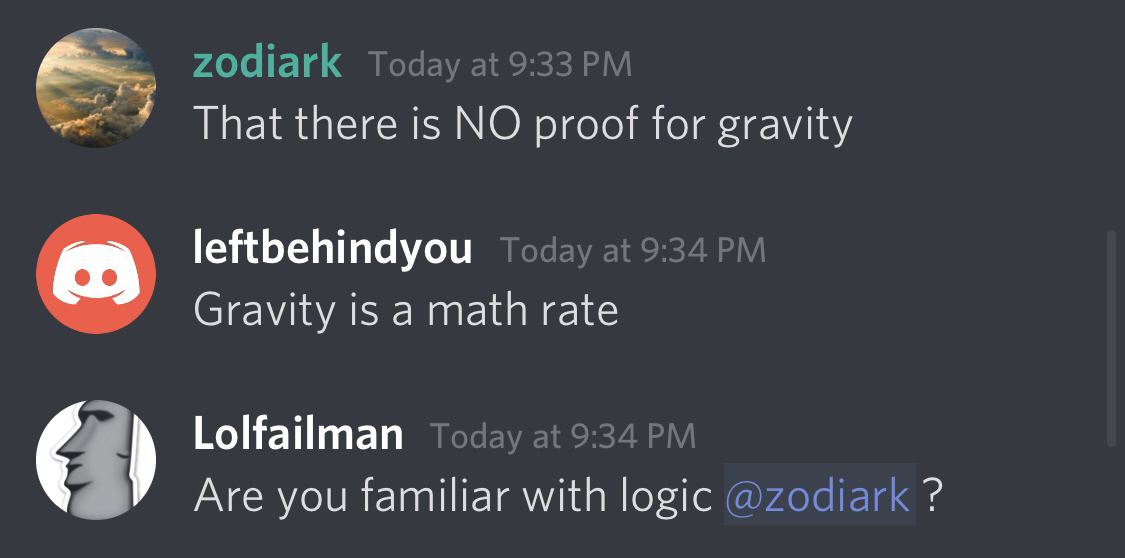 zodiark Today at 9:33 PM
That there is NO proof for gravity
leftbehindyou Today at 9:34 PM
Gravity is a math rate
Lolfailman Today at 9:34 PM
Are you familiar with logic @zodiark ?